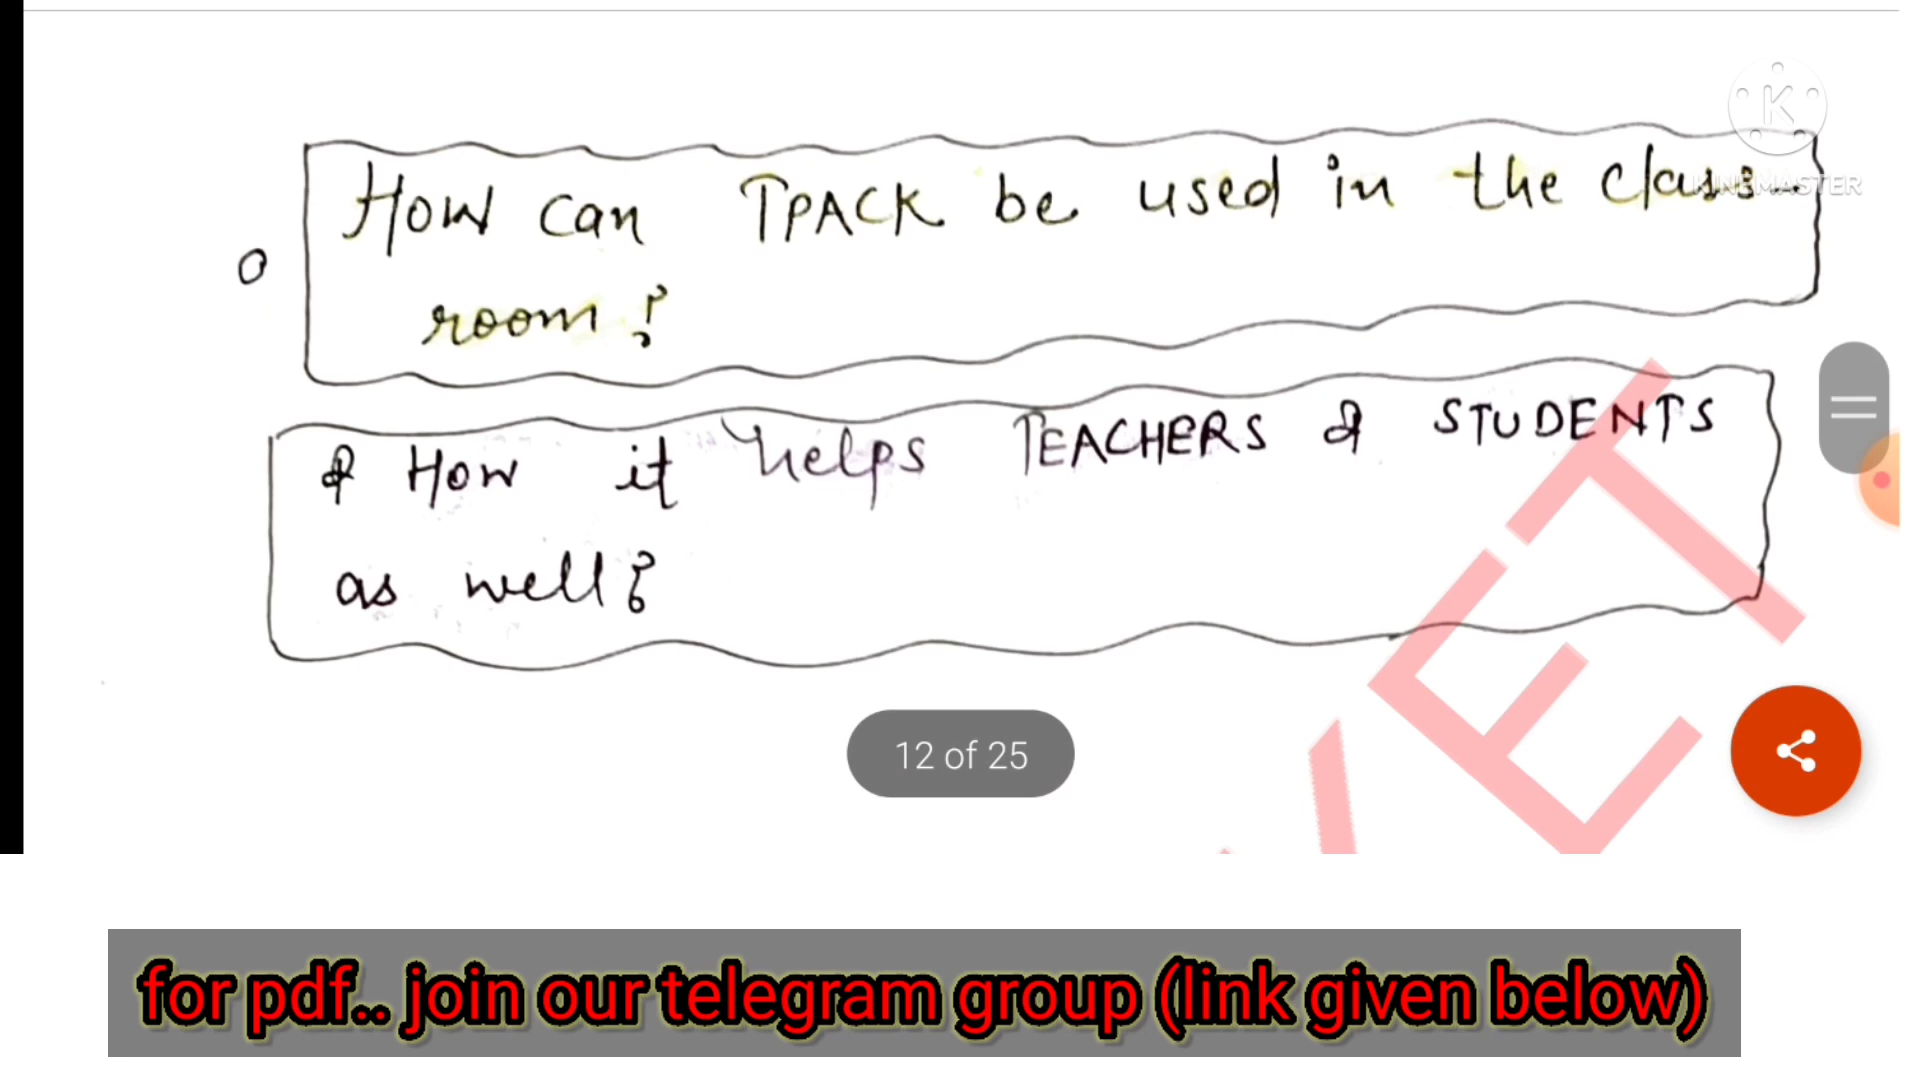 How can TPACK be used in the class-
room?
& How it helps TEACHERS & STUDENTS
as well?
12 of 25
K
KINEMASTER
for pdf.. join our telegram group (link given below)